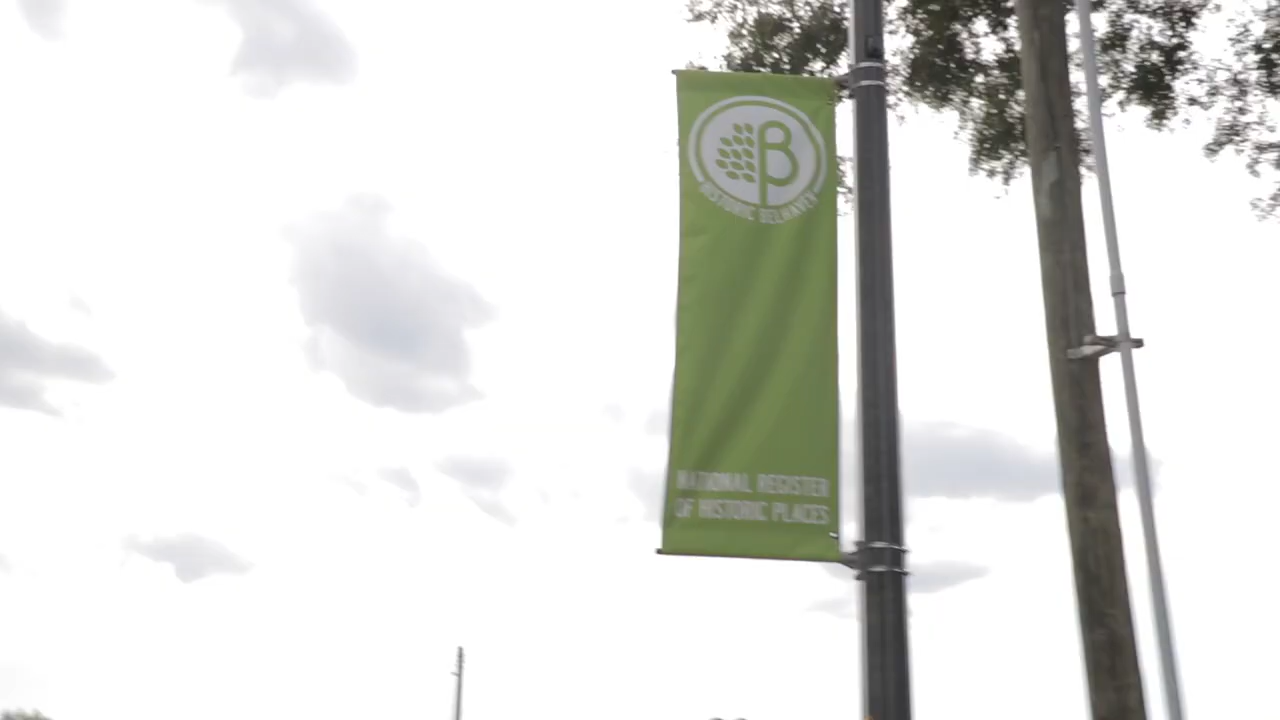 B
HISTORIC BELHAVEN
NATIONAL REGISTER
OF HISTORIC PLACES